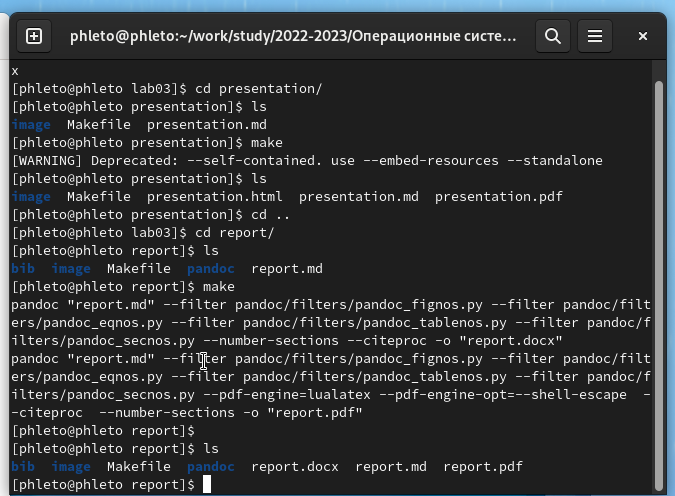 phleto@phleto:~/work/study/2022-2023/Операционные систе...
x
[phleto@phleto lab03]$ cd presentation/
[phleto@phleto presentation]$ ls
image  Makefile  presentation.md
[phleto@phleto presentation]$ make
[WARNING] Deprecated: --self-contained. use --embed-resources --standalone
[phleto@phleto presentation]$ ls
image  Makefile  presentation.html  presentation.md  presentation.pdf
[phleto@phleto presentation]$ cd ..
[phleto@phleto lab03]$ cd report/
[phleto@phleto report]$ ls
bib  image  Makefile  pandoc  report.md
[phleto@phleto report]$ make
pandoc "report.md" --filter pandoc/filters/pandoc_fignos.py --filter pandoc/filt
ers/pandoc_eqnos.py --filter pandoc/filters/pandoc_tablenos.py --filter pandoc/f
ilters/pandoc_secnos.py --number-sections --citeproc -o "report.docx"
pandoc "report.md" --filter pandoc/filters/pandoc_fignos.py --filter pandoc/filt
ers/pandoc_eqnos.py --filter pandoc/filters/pandoc_tablenos.py --filter pandoc/f
ilters/pandoc_secnos.py --pdf-engine=lualatex --pdf-engine-opt=--shell-escape  -
-citeproc  --number-sections -o "report.pdf"
[phleto@phleto report]$
[phleto@phleto report]$ ls
bib  image  Makefile  pandoc  report.docx  report.md  report.pdf
[phleto@phleto report]$